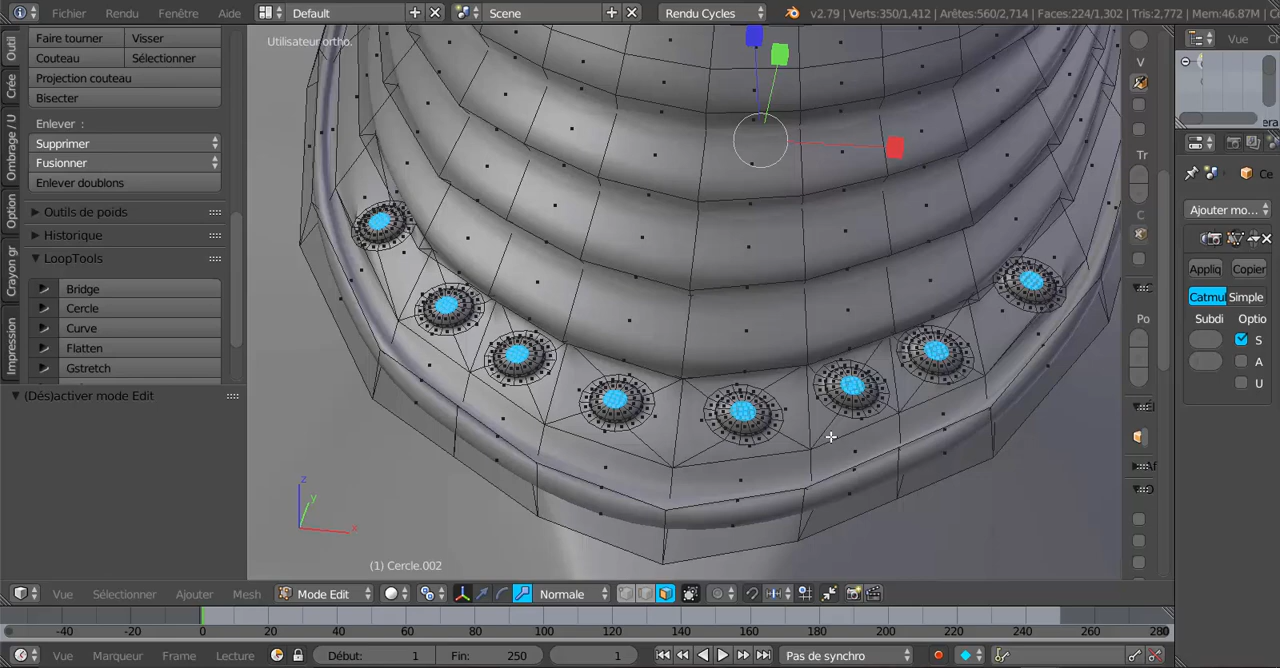 Fichier Rendu Fenêtre Aide Default Scene Rendu Cycles v2.79 | Verts:350/1,412 | Arêtes:560/2,714 | Faces:224/1,302 | Tris:2,772 | Mem:46.87M
Outil
Crée
Ombrage / U
Option
Crayon gr
Impression
Faire tourner Visser
Couteau Sélectionner
Projection couteau
Bisecter
Enlever :
Supprimer
Fusionner
Enlever doublons
Outils de poids
Historique
LoopTools
Bridge
Cercle
Curve
Flatten
Gstretch
(Dés)activer mode Edit
Utilisateur ortho.
z
y
x
(1) Cercle.002
V
Tr
C
Po
Af
Vue Ch
era
Ce
Ajouter mo...
Appliq Copier
Catmu Simple
Subdi Optio
S
A
U
Vue Sélectionner Ajouter Mesh Mode Edit Normale
-40 -20 0 20 40 60 80 100 120 140 160 180 200 220 240 260 280
Vue Marqueur Frame Lecture Début: 1 Fin: 250 1 Pas de synchro